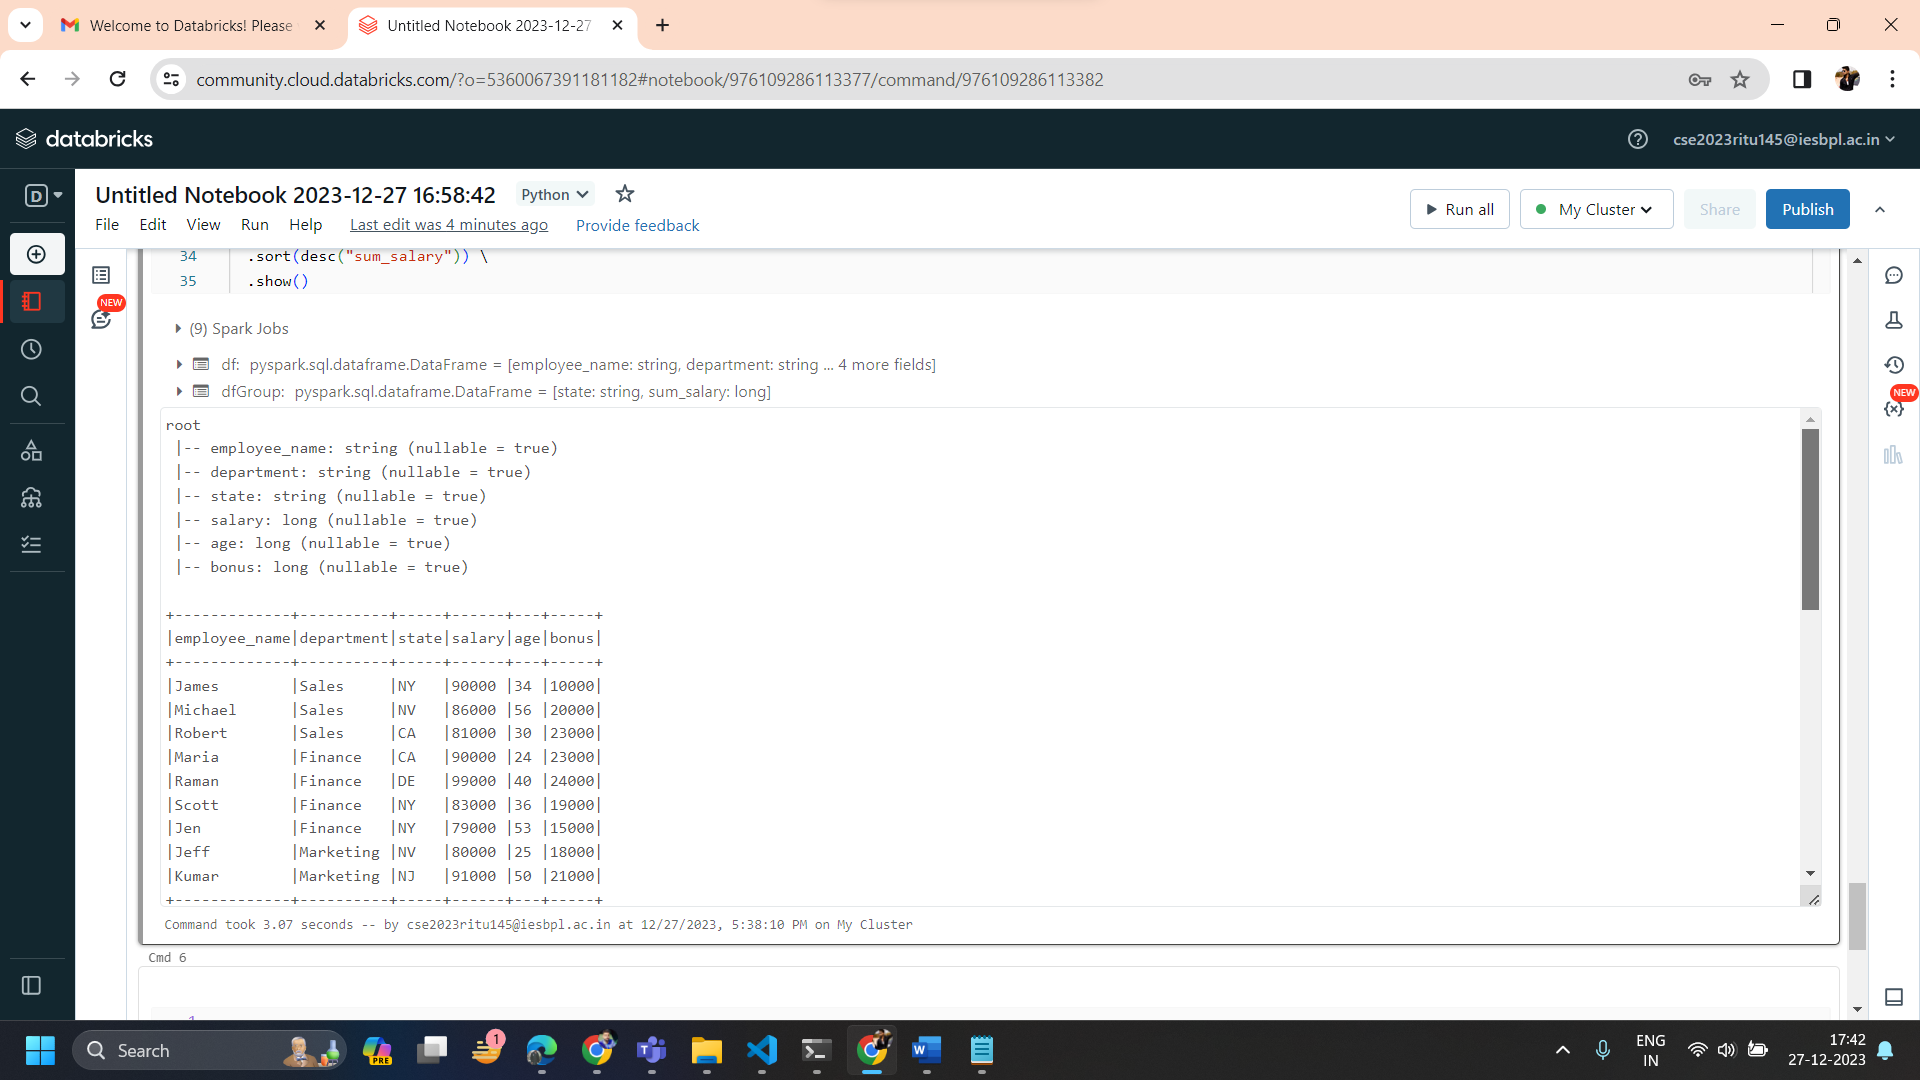 Welcome to Databricks! Please
Untitled Notebook 2023-12-27
community.cloud.databricks.com/?o=5360067391181182#notebook/976109286113377/command/976109286113382
databricks
cse2023ritu145@iesbpl.ac.in
D
Untitled Notebook 2023-12-27 16:58:42
Python
Run all
My Cluster
Share
Publish
File Edit View Run Help Last edit was 4 minutes ago Provide feedback
NEW
NEW
34 .sort(desc("sum_salary")) \
35 .show()
(9) Spark Jobs
df: pyspark.sql.dataframe.DataFrame = [employee_name: string, department: string ... 4 more fields]
dfGroup: pyspark.sql.dataframe.DataFrame = [state: string, sum_salary: long]
root
|-- employee_name: string (nullable = true)
|-- department: string (nullable = true)
|-- state: string (nullable = true)
|-- salary: long (nullable = true)
|-- age: long (nullable = true)
|-- bonus: long (nullable = true)
+-------------+----------+-----+------+---+-----+
|employee_name|department|state|salary|age|bonus|
+-------------+----------+-----+------+---+-----+
|James        |Sales     |NY   |90000 |34 |10000|
|Michael      |Sales     |NV   |86000 |56 |20000|
|Robert       |Sales     |CA   |81000 |30 |23000|
|Maria        |Finance   |CA   |90000 |24 |23000|
|Raman        |Finance   |DE   |99000 |40 |24000|
|Scott        |Finance   |NY   |83000 |36 |19000|
|Jen          |Finance   |NY   |79000 |53 |15000|
|Jeff         |Marketing |NV   |80000 |25 |18000|
|Kumar        |Marketing |NJ   |91000 |50 |21000|
+-------------+----------+-----+------+---+-----+
Command took 3.07 seconds -- by cse2023ritu145@iesbpl.ac.in at 12/27/2023, 5:38:10 PM on My Cluster
Cmd 6
1
Search
PRE
1
ENG
IN
17:42
27-12-2023